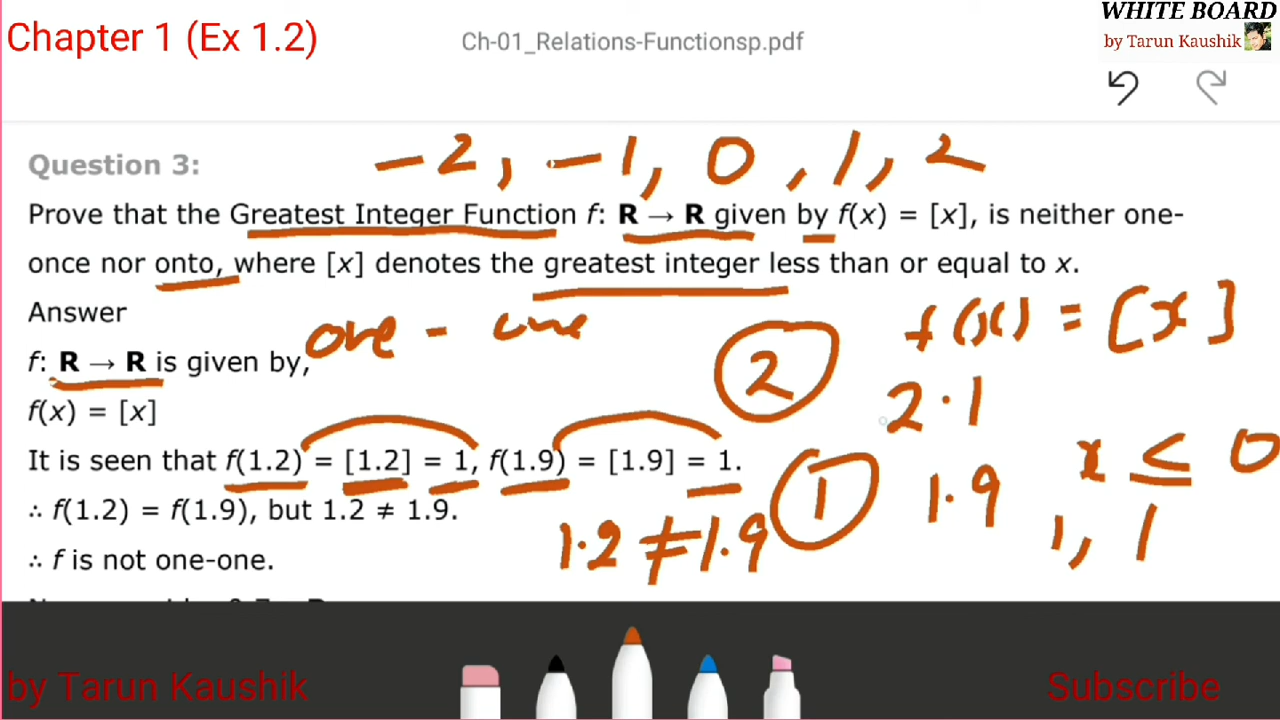 WHITE BOARD
Chapter 1 (Ex 1.2)
Ch-01_Relations-Functionsp.pdf
by Tarun Kaushik
-2, -1, 0, 1, 2
Question 3:
Prove that the Greatest Integer Function f: R → R given by f(x) = [x], is neither one-
once nor onto, where [x] denotes the greatest integer less than or equal to x.
Answer
one - one
f(x) = [x]
f: R → R is given by,
2
2.1
f(x) = [x]
It is seen that f(1.2) = [1.2] = 1, f(1.9) = [1.9] = 1.
x ≤ 0
1
1.9
∴ f(1.2) = f(1.9), but 1.2 ≠ 1.9.
1.2 ≠ 1.9
1, 1
∴ f is not one-one.
by Tarun Kaushik
Subscribe